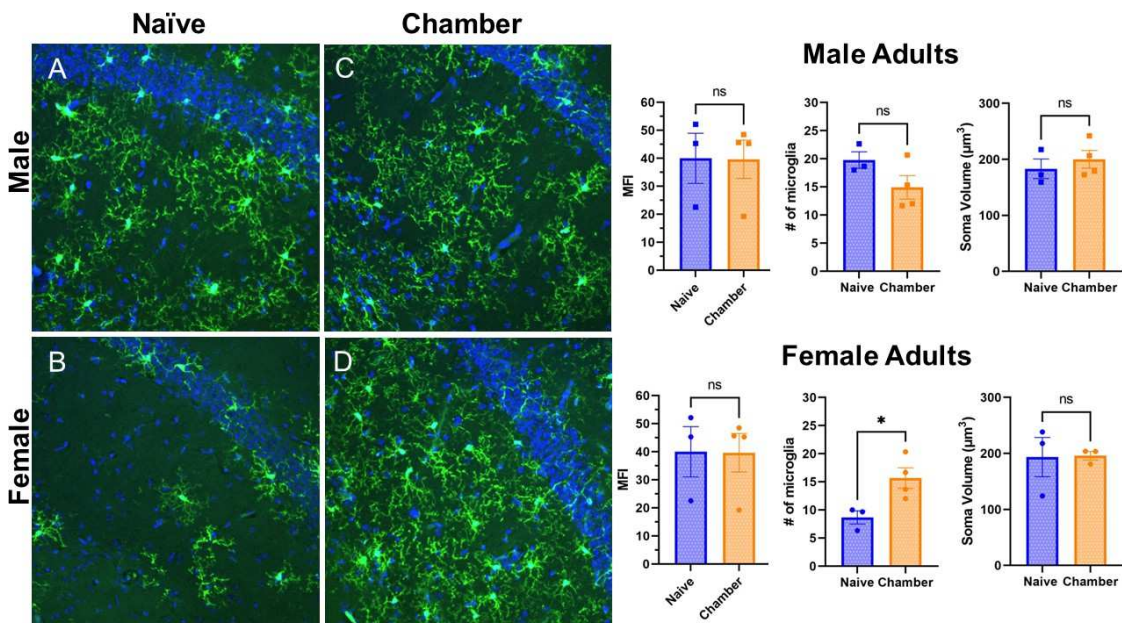 Naïve
Chamber
Male
Female
A
C
B
D
Male Adults
ns
MFI
60
50
40
30
20
10
0
Naive
Chamber
ns
# of microglia
30
25
20
15
10
5
0
Naive Chamber
ns
Soma Volume (µm³)
300
200
100
0
Naive Chamber
Female Adults
ns
MFI
60
50
40
30
20
10
0
Naive
Chamber
*
# of microglia
30
25
20
15
10
5
0
Naive Chamber
ns
Soma Volume (µm³)
300
200
100
0
Naive Chamber